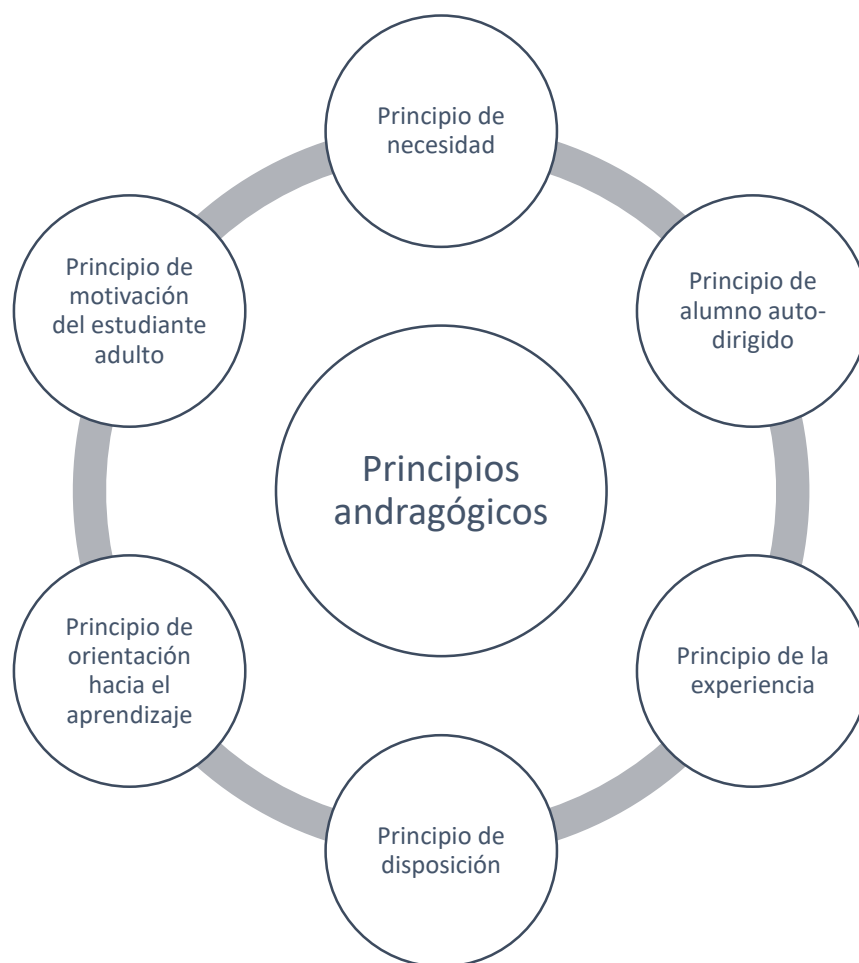 Principio de
necesidad
Principio de
alumno auto-
dirigido
Principio de la
experiencia
Principio de
disposición
Principio de
orientación
hacia el
aprendizaje
Principio de
motivación
del estudiante
adulto
Principios
andragógicos